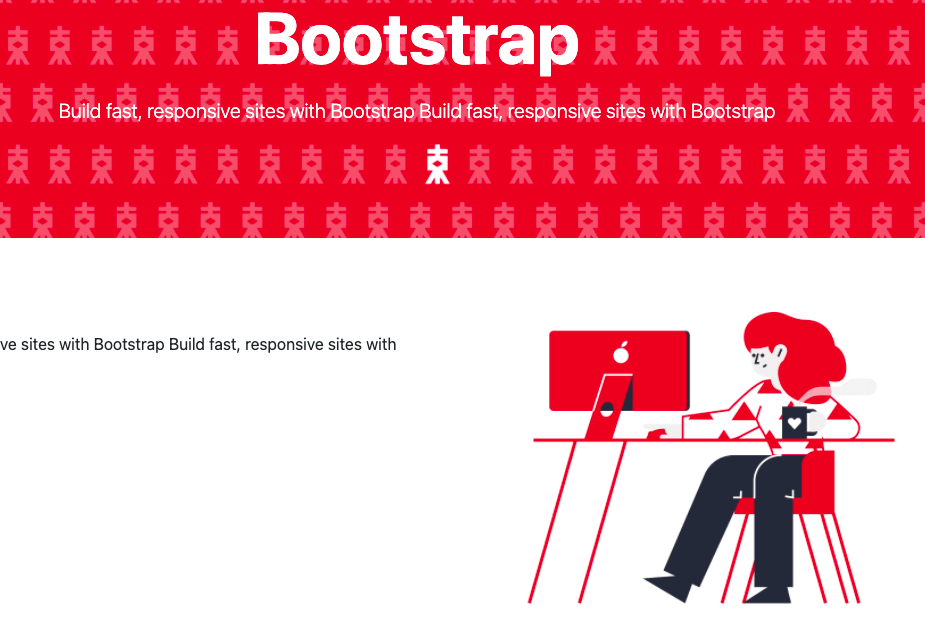 Bootstrap
Build fast, responsive sites with Bootstrap Build fast, responsive sites with Bootstrap
ve sites with Bootstrap Build fast, responsive sites with